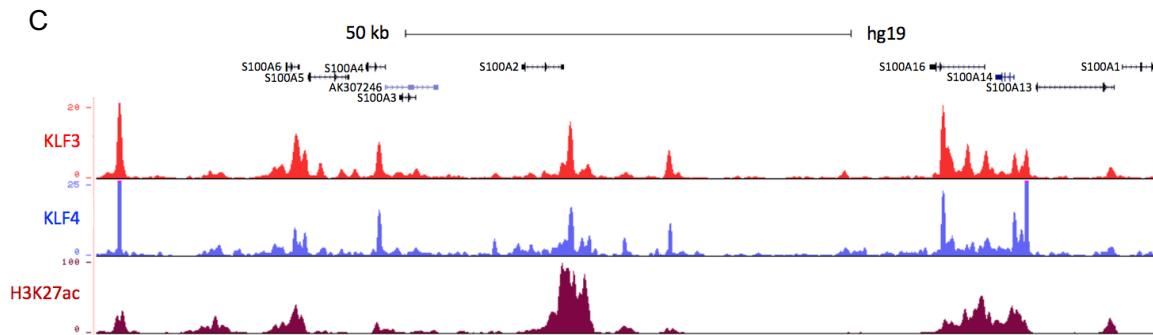 C
50 kb hg19
S100A6 S100A4 S100A2 S100A16 S100A1
S100A5 S100A14
AK307246 S100A13
S100A3
20
KLF3
0
25
KLF4
0
100
H3K27ac
0